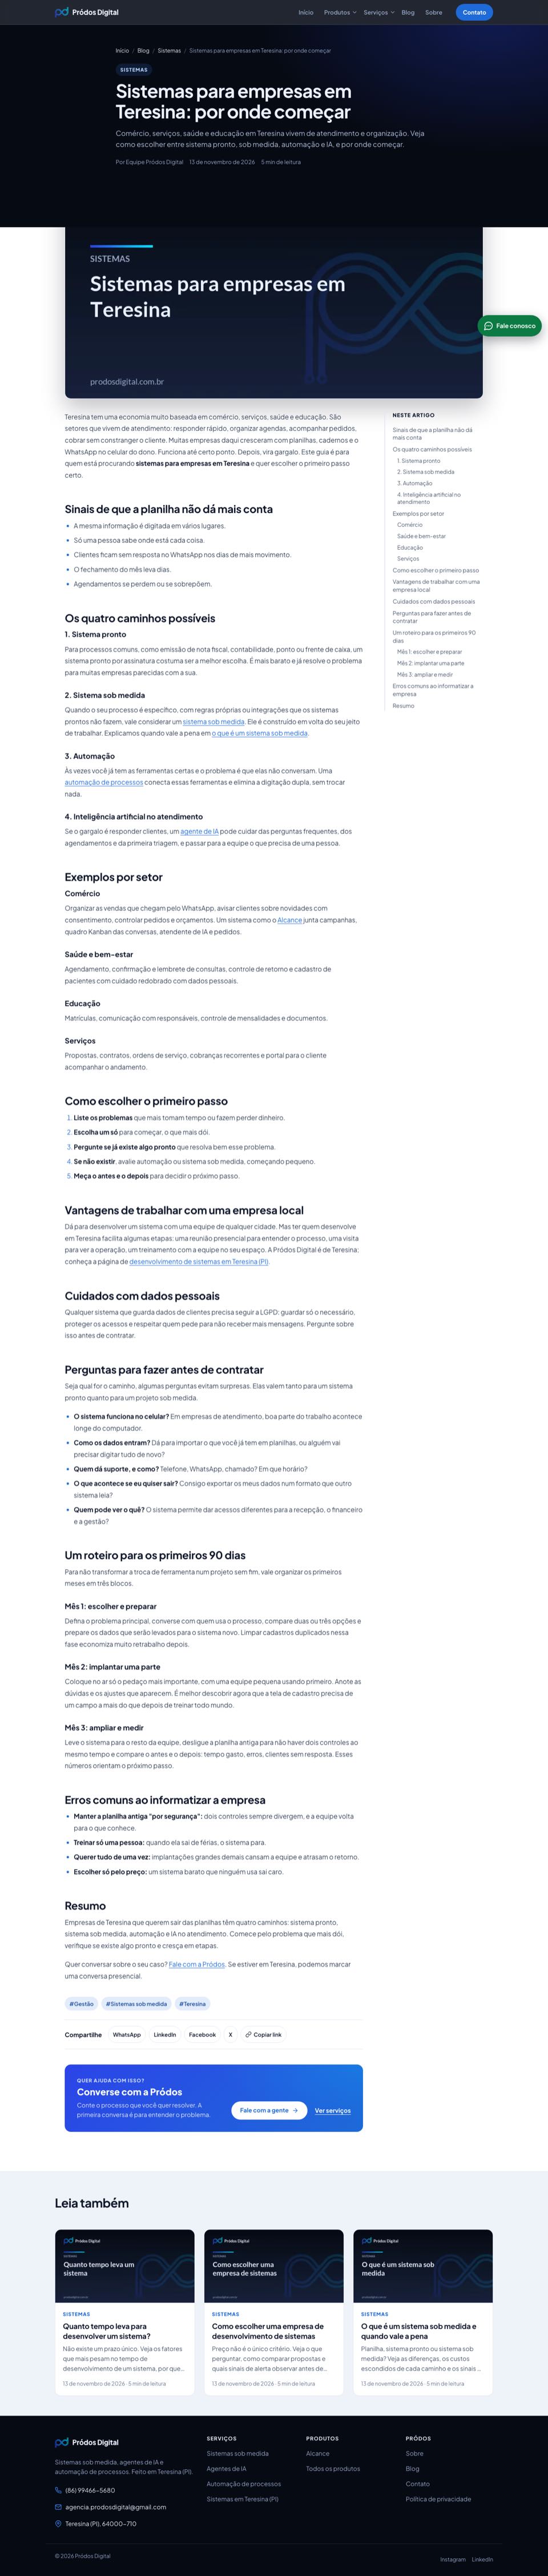 Pródos Digital
Início
Produtos
Serviços
Blog
Sobre
Contato
Início / Blog / Sistemas / Sistemas para empresas em Teresina: por onde começar
SISTEMAS
Sistemas para empresas em
Teresina: por onde começar
Comércio, serviços, saúde e educação em Teresina vivem de atendimento e organização. Veja
como escolher entre sistema pronto, sob medida, automação e IA, e por onde começar.
Por Equipe Pródos Digital 13 de novembro de 2026 5 min de leitura
SISTEMAS
Sistemas para empresas em
Teresina
prodosdigital.com.br
Fale conosco
Teresina tem uma economia muito baseada em comércio, serviços, saúde e educação. São
setores que vivem de atendimento: responder rápido, organizar agenda, acompanhar pedidos,
cobrar sem constranger o cliente. Muitas empresas daqui cresceram com planilhas, cadernos e o
WhatsApp no celular do dono. Funciona até certo ponto. Depois, vira gargalo. Este guia é para
quem está procurando sistemas para empresas em Teresina e quer escolher o primeiro passo
certo.
Sinais de que a planilha não dá mais conta
A mesma informação é digitada em vários lugares.
Só uma pessoa sabe onde está cada coisa.
Clientes ficam sem resposta no WhatsApp nos dias de mais movimento.
O fechamento do mês leva dias.
Agendamentos se perdem ou se sobrepõem.
Os quatro caminhos possíveis
1. Sistema pronto
Para processos comuns, como emissão de nota fiscal, contabilidade, ponto ou frente de caixa, um
sistema pronto por assinatura costuma ser a melhor escolha. É mais barato e já resolve o problema
para muitas empresas parecidas com a sua.
2. Sistema sob medida
Quando o seu processo é específico, com regras próprias ou integrações que os sistemas
prontos não fazem, vale considerar um sistema sob medida. Ele é construído em volta do seu jeito
de trabalhar. Explicamos quando vale a pena em o que é um sistema sob medida.
3. Automação
Às vezes você já tem as ferramentas certas e o problema é que elas não conversam. Uma
automação de processos conecta essas ferramentas e elimina a digitação dupla, sem trocar
nada.
4. Inteligência artificial no atendimento
Se o gargalo é responder clientes, um agente de IA pode cuidar das perguntas frequentes, dos
agendamentos e da primeira triagem, e passar para a equipe o que precisa de uma pessoa.
Exemplos por setor
Comércio
Organizar as vendas que chegam pelo WhatsApp, avisar clientes sobre novidades com
consentimento, controlar pedidos e orçamentos. Um sistema como o Alcance junta campanhas,
quadro Kanban das conversas, atendente de IA e pedidos.
Saúde e bem-estar
Agendamento, confirmação e lembrete de consultas, controle de retorno e cadastro de
pacientes com cuidado redobrado com dados pessoais.
Educação
Matrículas, comunicação com responsáveis, controle de mensalidades e documentos.
Serviços
Propostas, contratos, ordens de serviço, cobranças recorrentes e portal para o cliente
acompanhar o andamento.
Como escolher o primeiro passo
1. Liste os problemas que mais tomam tempo ou fazem perder dinheiro.
2. Escolha um só para começar, o que mais dói.
3. Pergunte se já existe algo pronto que resolva bem esse problema.
4. Se não existir, avalie automação ou sistema sob medida, começando pequeno.
5. Meça o antes e o depois para decidir o próximo passo.
Vantagens de trabalhar com uma empresa local
Dá para desenvolver um sistema com uma equipe de qualquer cidade. Mas ter quem desenvolve
em Teresina facilita algumas etapas: uma reunião presencial para entender o processo, uma visita
para ver a operação, um treinamento com a equipe no seu espaço. A Pródos Digital é de Teresina;
conheça a página de desenvolvimento de sistemas em Teresina (PI).
Cuidados com dados pessoais
Qualquer sistema que guarda dados de clientes precisa seguir a LGPD: guardar só o necessário,
proteger os acessos e respeitar quem pede para não receber mais mensagens. Pergunte sobre
isso antes de contratar.
Perguntas para fazer antes de contratar
Seja qual for o caminho, algumas perguntas evitam surpresas. Elas valem tanto para um sistema
pronto quanto para um projeto sob medida.
O sistema funciona no celular? Em empresas de atendimento, boa parte do trabalho acontece
longe do computador.
Como os dados entram? Dá para importar o que você já tem em planilhas, ou alguém vai
precisar digitar tudo de novo?
Quem dá suporte, e como? Telefone, WhatsApp, chamado? Em que horário?
O que acontece se eu quiser sair? Consigo exportar os meus dados num formato que outro
sistema leia?
Quem pode ver o quê? O sistema permite dar acessos diferentes para a recepção, o financeiro
e a gestão?
Um roteiro para os primeiros 90 dias
Para não transformar a troca de ferramenta num projeto sem fim, vale organizar os primeiros
meses em três blocos.
Mês 1: escolher e preparar
Defina o problema principal, converse com quem usa o processo, compare duas ou três opções e
prepare os dados que serão levados para o sistema novo. Limpar cadastros duplicados nessa
fase economiza muito retrabalho depois.
Mês 2: implantar uma parte
Coloque no ar só o pedaço mais importante, com uma equipe pequena usando primeiro. Anote as
dúvidas e os ajustes que aparecem. É melhor descobrir agora que a tela de cadastro precisa de
um campo a mais do que depois de treinar todo mundo.
Mês 3: ampliar e medir
Leve o sistema para o resto da equipe, desligue a planilha antiga para não haver dois controles ao
mesmo tempo e compare o antes e o depois: tempo gasto, erros, clientes sem resposta. Esses
números orientam o próximo passo.
Erros comuns ao informatizar a empresa
Manter a planilha antiga "por segurança": dois controles sempre divergem, e a equipe volta
para o que conhece.
Treinar só uma pessoa: quando ela sai de férias, o sistema para.
Querer tudo de uma vez: implantações grandes demais cansam a equipe e atrasam o retorno.
Escolher só pelo preço: um sistema barato que ninguém usa sai caro.
Resumo
Empresas de Teresina que querem sair das planilhas têm quatro caminhos: sistema pronto,
sistema sob medida, automação e IA no atendimento. Comece pelo problema que mais dói,
verifique se existe algo pronto e cresça em etapas.
Quer conversar sobre o seu caso? Fale com a Pródos. Se estiver em Teresina, podemos marcar
uma conversa presencial.
#Gestão #Sistemas sob medida #Teresina
Compartilhe WhatsApp LinkedIn Facebook X Copiar link
QUER AJUDA COM ISSO?
Converse com a Pródos
Conte o processo que você quer resolver. A
primeira conversa é para entender o problema.
Fale com a gente
Ver serviços
NESTE ARTIGO
Sinais de que a planilha não dá
mais conta
Os quatro caminhos possíveis
1. Sistema pronto
2. Sistema sob medida
3. Automação
4. Inteligência artificial no
atendimento
Exemplos por setor
Comércio
Saúde e bem-estar
Educação
Serviços
Como escolher o primeiro passo
Vantagens de trabalhar com uma
empresa local
Cuidados com dados pessoais
Perguntas para fazer antes de
contratar
Um roteiro para os primeiros 90
dias
Mês 1: escolher e preparar
Mês 2: implantar uma parte
Mês 3: ampliar e medir
Erros comuns ao informatizar a
empresa
Resumo
Leia também
Pródos Digital
Quanto tempo leva um
sistema
SISTEMAS
Quanto tempo leva para
desenvolver um sistema?
Não existe um prazo único. Veja os fatores
que mais pesam no tempo de
desenvolvimento de um sistema, por que...
13 de novembro de 2026 · 5 min de leitura
Pródos Digital
Como escolher uma
empresa de sistemas
SISTEMAS
Como escolher uma empresa de
desenvolvimento de sistemas
Preço não é o único critério. Veja o que
perguntar, como comparar propostas e
quais sinais de alerta observar antes de...
13 de novembro de 2026 · 5 min de leitura
Pródos Digital
O que é um sistema sob
medida
SISTEMAS
O que é um sistema sob medida e
quando vale a pena
Planilha, sistema pronto ou sistema sob
medida? Veja as diferenças, os custos
escondidos de cada caminho e os sinais ...
13 de novembro de 2026 · 5 min de leitura
Pródos Digital
Sistemas sob medida, agentes de IA e
automação de processos. Feito em Teresina (PI).
(86) 99466-5680
agencia.prodosdigital@gmail.com
Teresina (PI), 64000-710
SERVIÇOS
Sistemas sob medida
Agentes de IA
Automação de processos
Sistemas em Teresina (PI)
PRODUTOS
Alcance
Todos os produtos
PRÓDOS
Sobre
Blog
Contato
Política de privacidade
© 2026 Pródos Digital
Instagram LinkedIn